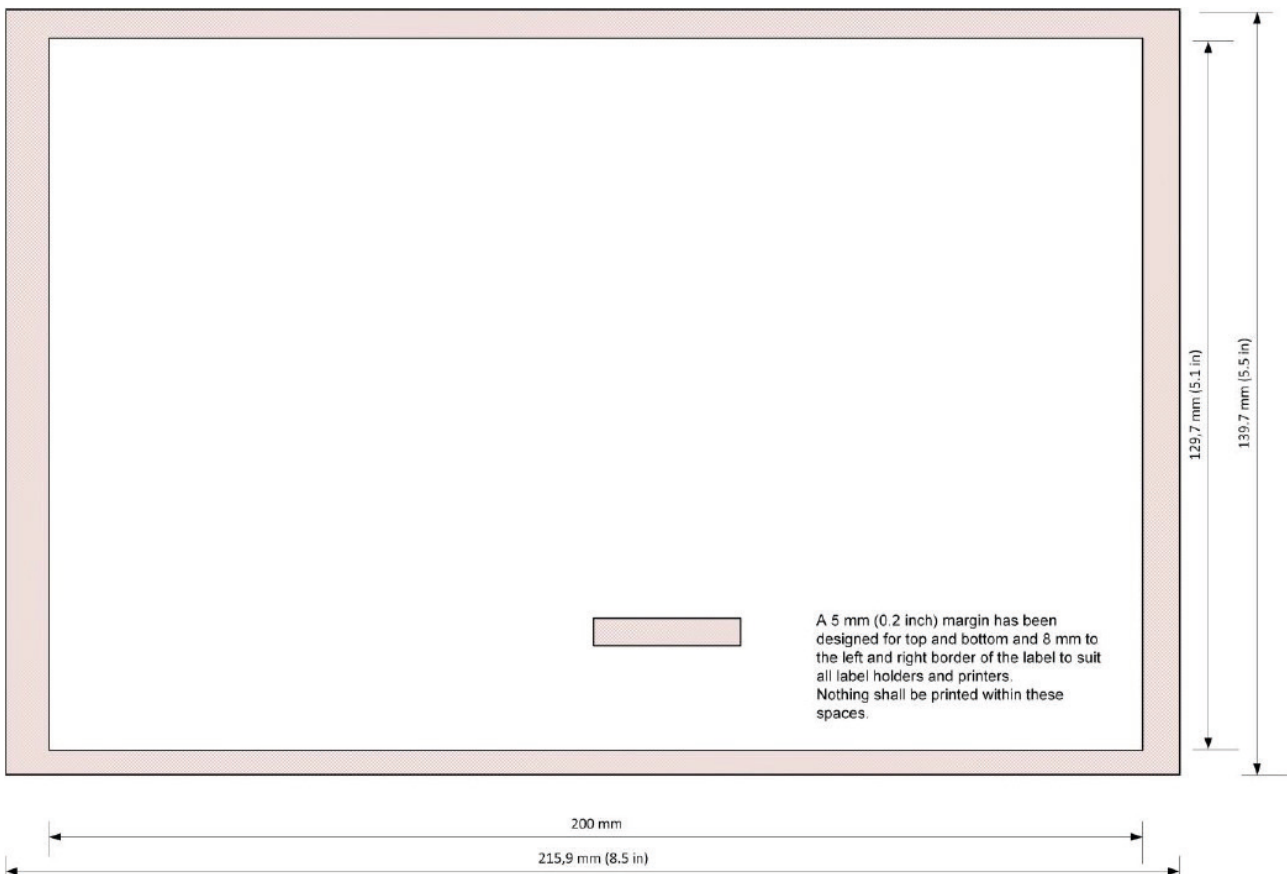 129,7 mm (5.1 in)
139.7 mm (5.5 in)
A 5 mm (0.2 inch) margin has been
designed for top and bottom and 8 mm to
the left and right border of the label to suit
all label holders and printers.
Nothing shall be printed within these
spaces.
200 mm
215,9 mm (8.5 in)